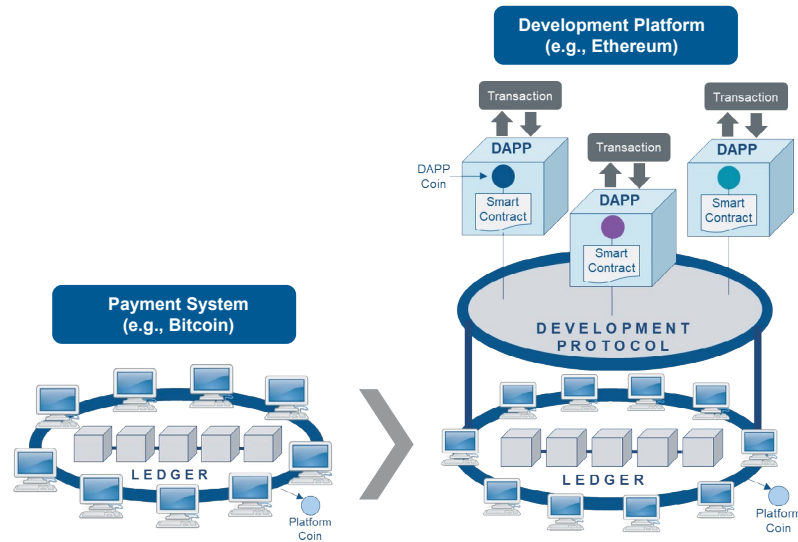 Development Platform
(e.g., Ethereum)
Transaction
Transaction
Transaction
DAPP
DAPP
DAPP
DAPP
Coin
Smart
Contract
Smart
Contract
Smart
Contract
DEVELOPMENT
PROTOCOL
Payment System
(e.g., Bitcoin)
LEDGER
Platform
Coin
LEDGER
Platform
Coin